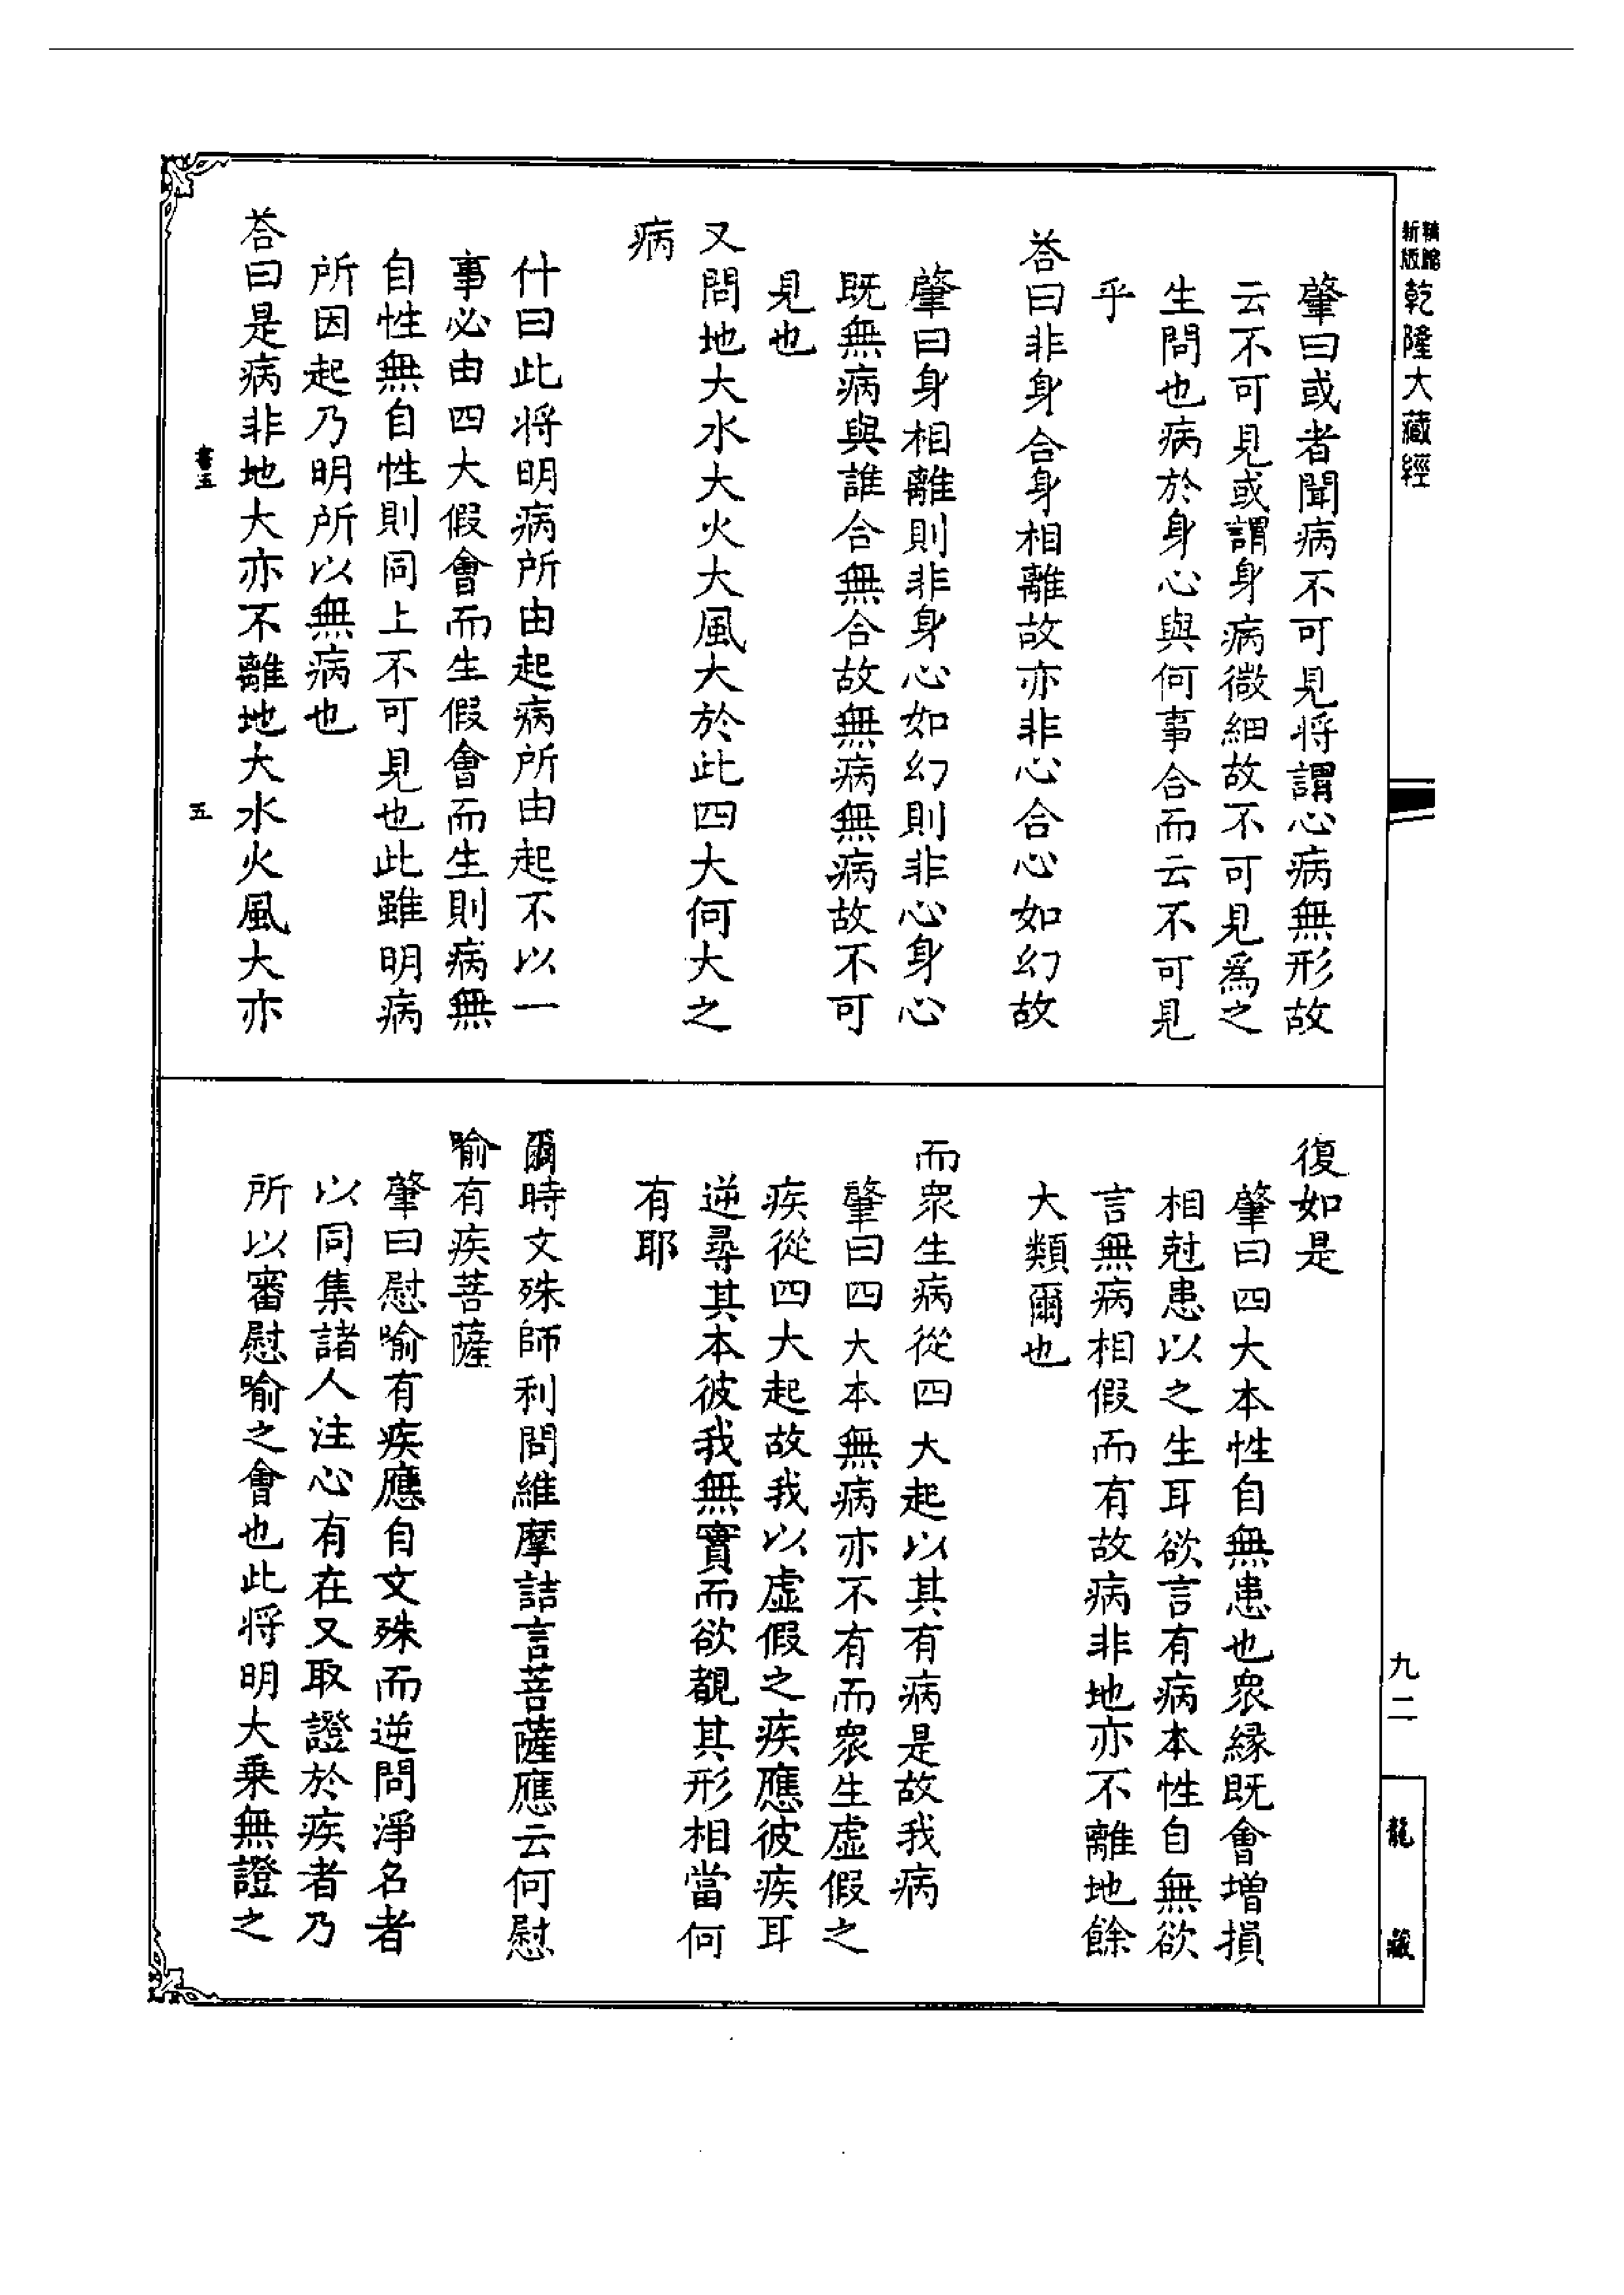 新版
乾隆大藏經
肇曰或者聞病不可見將謂心病無形故
云不可見或謂身病微細故不可見爲之
生問也病於身心與何事合而云不可見
乎
荅曰非身合身相離故亦非心合心如幻故
肇曰身相離則非身心如幻則非心身心
既無病與誰合無合故無病無病故不可
見也
又問地大水大火大風大於此四大何大之
病
什曰此將明病所由起病所由起不以一
事必由四大假會而生假會而生則病無
自性無自性則同上不可見也此雖明病
所因起乃明所以無病也
荅曰是病非地大亦不離地大水火風大亦
書五
五
復如是
肇曰四大本性自無患也衆緣既會增損
相尅患以之生耳欲言有病本性自無欲
言無病相假而有故病非地亦不離地餘
大類爾也
而衆生病從四大起以其有病是故我病
肇曰四大本無病亦不有而衆生虛假之
疾從四大起故我以虛假之疾應彼疾耳
逆尋其本彼我無實而欲覩其形相當何
有耶
爾時文殊師利問維摩詰言菩薩應云何慰
喻有疾菩薩
肇曰慰喻有疾應自文殊而逆問淨名者
以同集諸人注心有在又取證於疾者乃
所以審慰喻之會也此將明大乘無證之
九二
龍藏